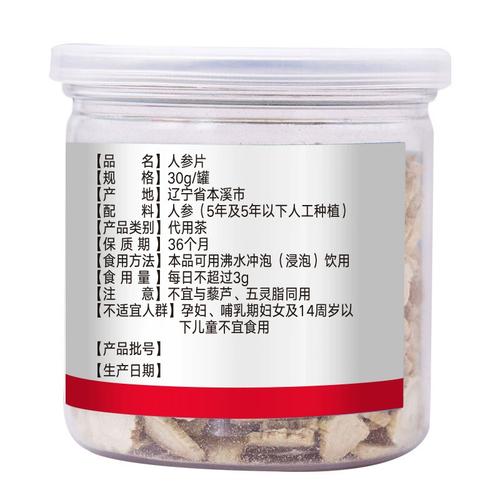 【品 名】人参片
【规 格】30g/罐
【产 地】辽宁省本溪市
【配 料】人参（5年及5年以下人工种植）
【产品类别】代用茶
【保 质 期】36个月
【食用方法】本品可用沸水冲泡（浸泡）饮用
【食 用 量】每日不超过3g
【注 意】不宜与藜芦、五灵脂同用
【不适宜人群】孕妇、哺乳期妇女及14周岁以
下儿童不宜食用
【产品批号】
【生产日期】